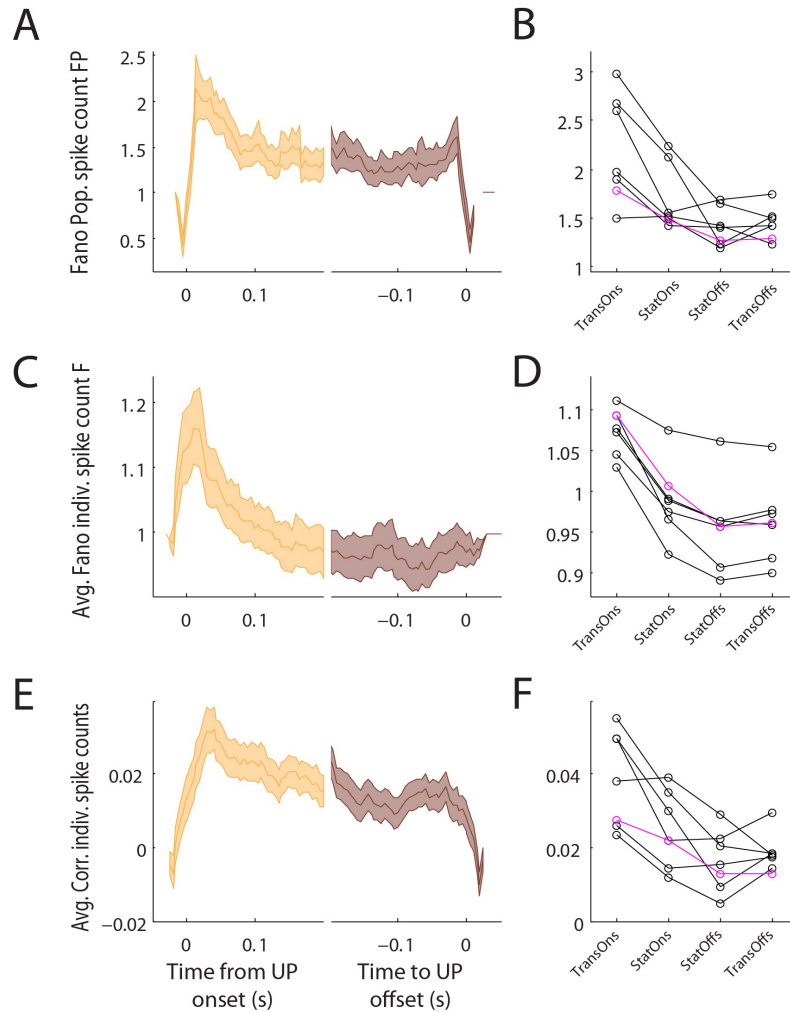 A
Fano Pop. spike count FP
2.5
2
1.5
1
0.5
0
0.1
−0.1
0
B
3
2.5
2
1.5
1
TransOns
StatOns
StatOffs
TransOffs
C
Avg. Fano indiv. spike count F
1.2
1.1
1
0
0.1
−0.1
0
D
1.1
1.05
1
0.95
0.9
TransOns
StatOns
StatOffs
TransOffs
E
Avg. Corr. indiv. spike counts
0.02
0
−0.02
0
0.1
−0.1
0
Time from UP
onset (s)
Time to UP
offset (s)
F
0.04
0.02
0
TransOns
StatOns
StatOffs
TransOffs